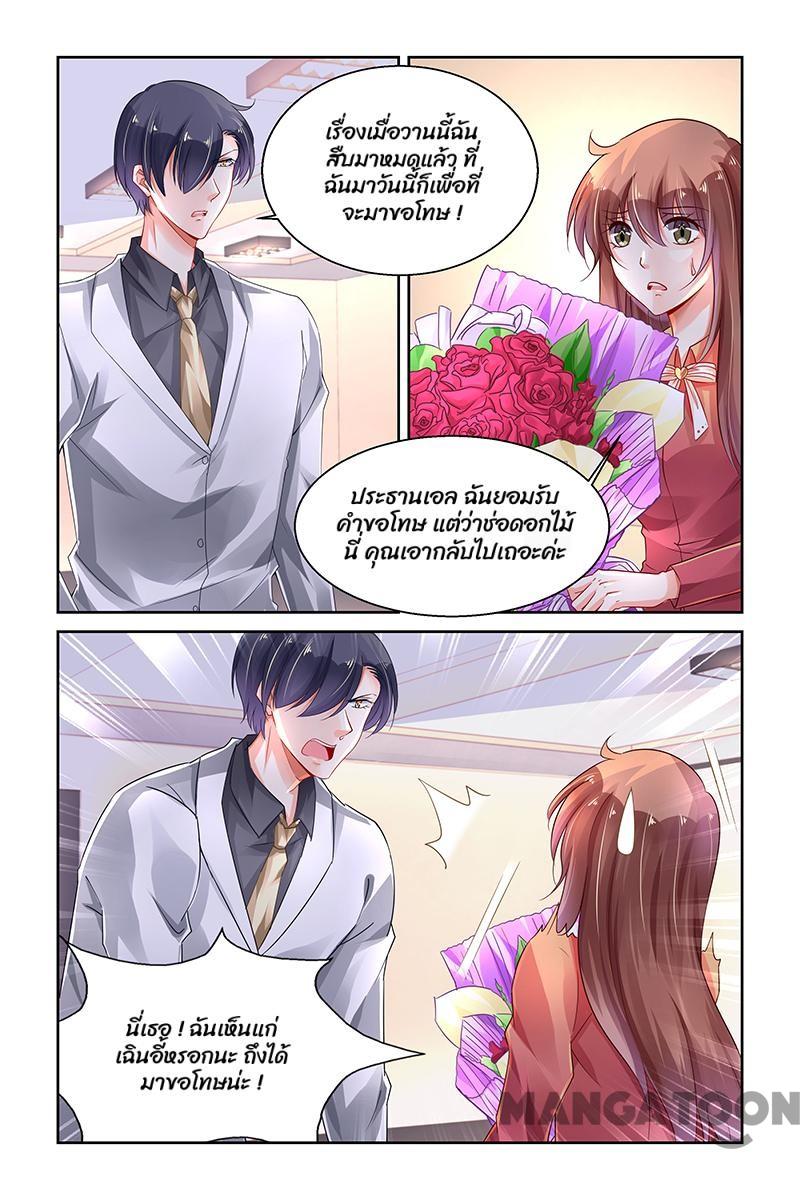 เรื่องเมื่อวานนี้ฉัน
สืบมาหมดแล้ว ที่
ฉันมาวันนี้ก็เพื่อที่
จะมาขอโทษ !
ประธานเอล ฉันยอมรับ
คำขอโทษ แต่ว่าช่อดอกไม้
นี่ คุณเอากลับไปเถอะค่ะ
นี่เธอ ! ฉันเห็นแก่
เฉินอี้หรอกนะ ถึงได้
มาขอโทษน่ะ !
MANGATOON